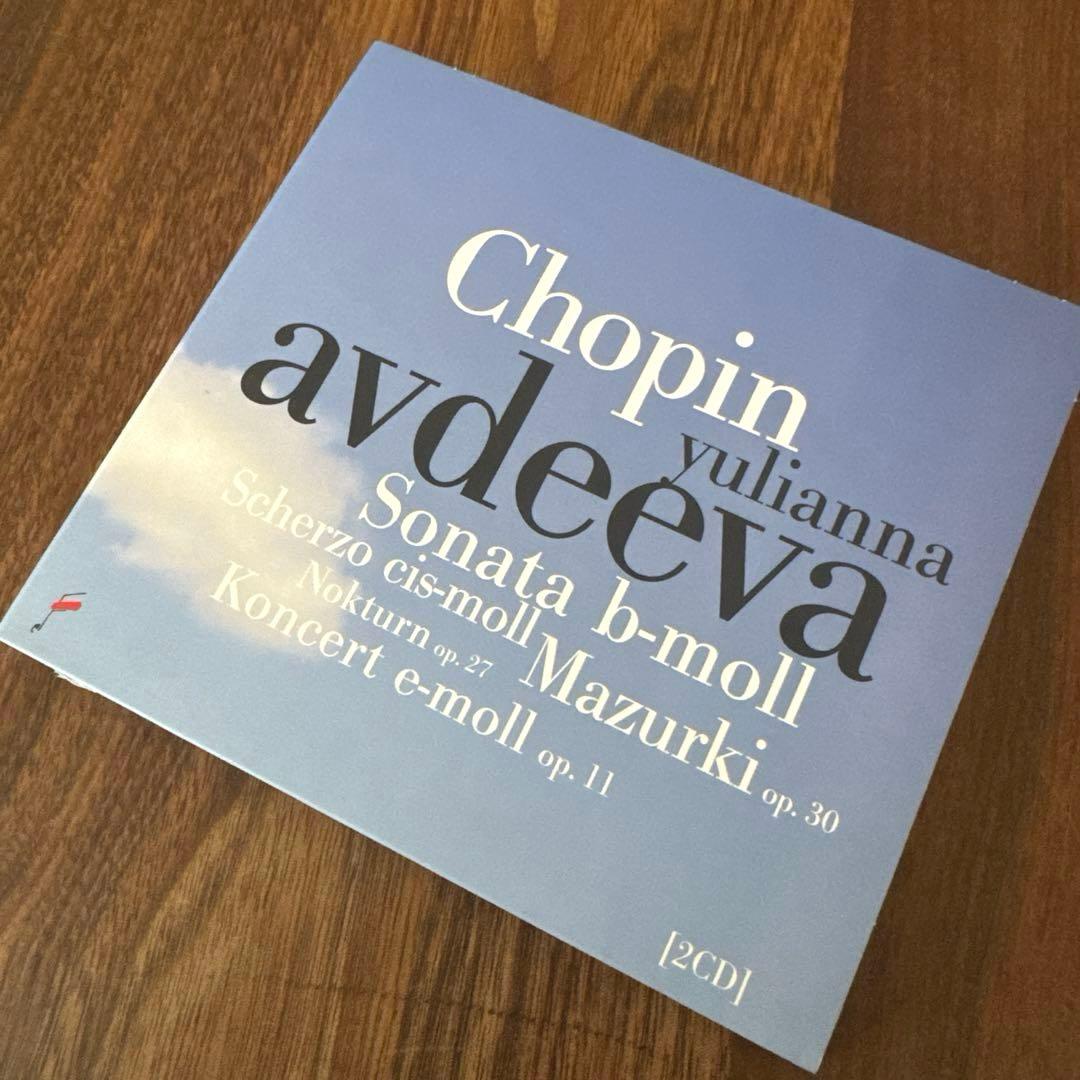 Chopin
yulianna
avdeeva
Sonata b-moll
Scherzo cis-moll
Mazurki op. 30
Nokturn op. 27
Koncert e-moll op. 11
[2CD]